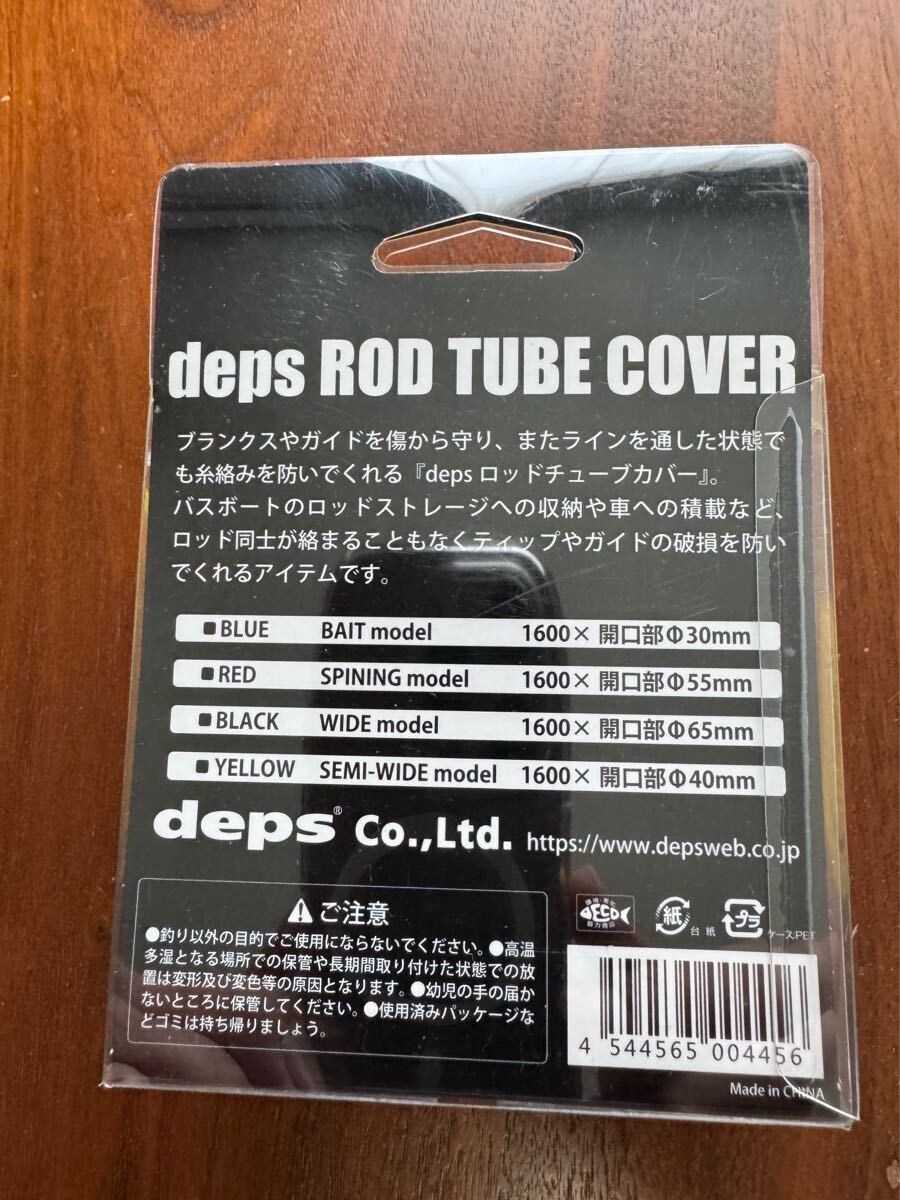 deps ROD TUBE COVER
ブランクスやガイドを傷から守り、またラインを通した状態で
も糸絡みを防いでくれる『deps ロッドチューブカバー』。
バスボートのロッドストレージへの収納や車への積載など、
ロッド同士が絡まることもなくティップやガイドの破損を防い
でくれるアイテムです。
■BLUE BAIT model 1600× 開口部Φ30mm
■RED SPINING model 1600× 開口部Φ55mm
■BLACK WIDE model 1600× 開口部Φ65mm
■YELLOW SEMI-WIDE model 1600× 開口部Φ40mm
deps® Co.,Ltd. https://www.depsweb.co.jp
⚠ ご注意
●釣り以外の目的でご使用にならないでください。●高温
多湿となる場所での保管や長期間取り付けた状態での放
置は変形及び変色等の原因となります。●幼児の手の届か
ないところに保管してください。●使用済みパッケージな
どゴミは持ち帰りましょう。
環境・美化
ECO
協力商品
紙
台紙
プラ
ケースPET
4 544565 004456
Made in CHINA